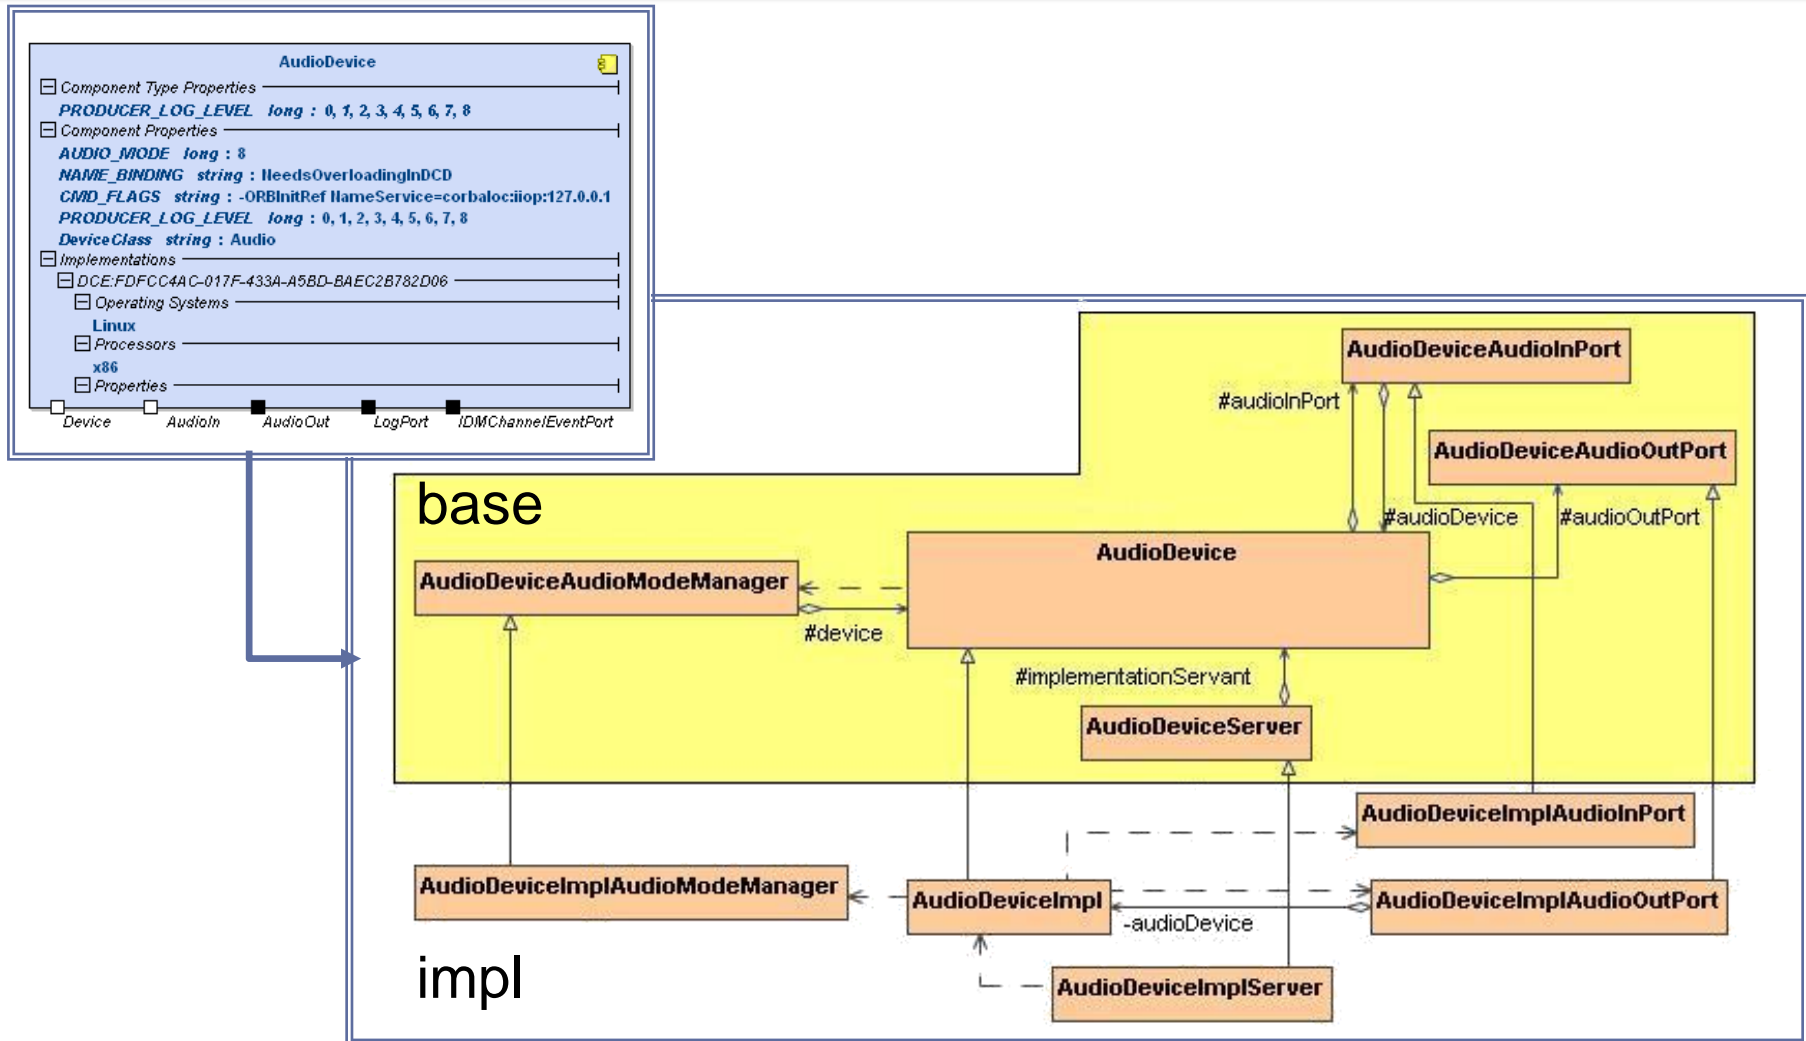 AudioDevice
Component Type Properties
PRODUCER_LOG_LEVEL long : 0, 1, 2, 3, 4, 5, 6, 7, 8
Component Properties
AUDIO_MODE long : 8
NAME_BINDING string : NeedsOverloadingInDCD
CMD_FLAGS string : -ORBInitRef NameService=corbaloc:iiop:127.0.0.1
PRODUCER_LOG_LEVEL long : 0, 1, 2, 3, 4, 5, 6, 7, 8
DeviceClass string : Audio
Implementations
DCE:FDFCC4AC-017F-433A-A5BD-BAEC2B782D06
Operating Systems
Linux
Processors
x86
Properties
Device AudioIn AudioOut LogPort IDMChannelEventPort
AudioDeviceAudioInPort
#audioInPort
AudioDeviceAudioOutPort
base
#audioDevice #audioOutPort
AudioDevice
AudioDeviceAudioModeManager
#device
#implementationServant
AudioDeviceServer
AudioDeviceImplAudioInPort
AudioDeviceImplAudioModeManager
AudioDeviceImpl
AudioDeviceImplAudioOutPort
-audioDevice
impl
AudioDeviceImplServer